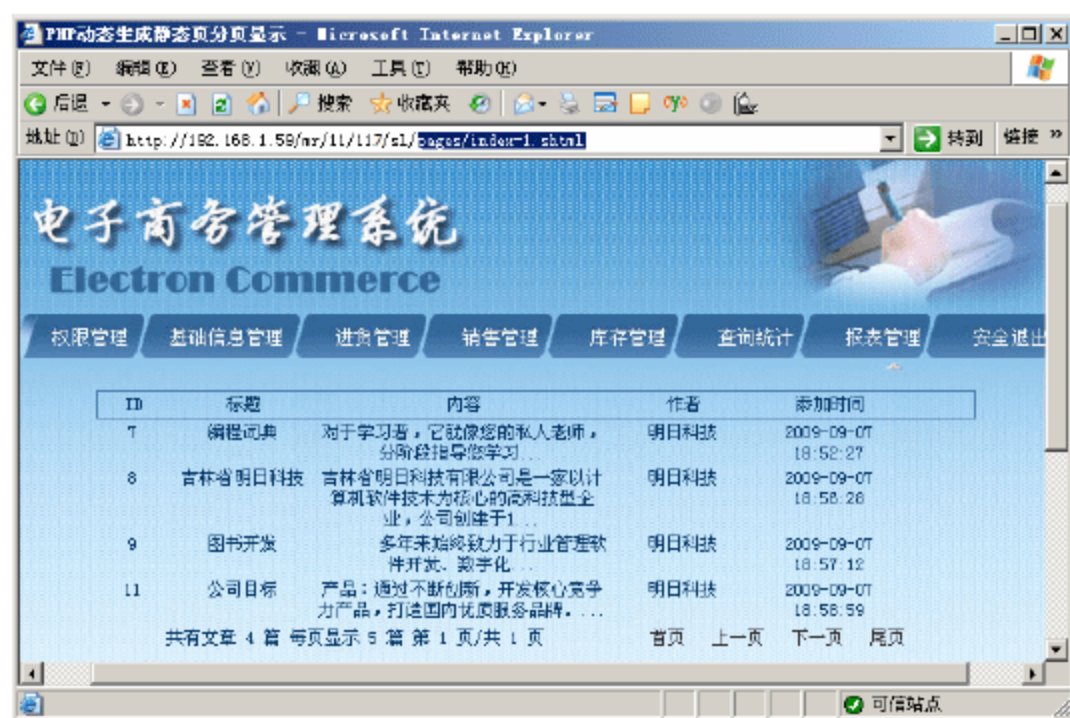 PHP动态生成静态页分页显示 - Microsoft Internet Explorer
文件(F) 编辑(E) 查看(V) 收藏(A) 工具(T) 帮助(H)
后退 搜索 收藏夹
地址(D) http://192.168.1.59/mr/11/117/sl/pages/index-1.shtml 转到 链接 »
电子商务管理系统
Electron Commerce
权限管理 基础信息管理 进货管理 销售管理 库存管理 查询统计 报表管理 安全退出
ID 标题 内容 作者 添加时间
7 编程词典 对于学习者，它就像您的私人老师， 明日科技 2009-09-07
分阶段指导您学习... 18:52:27
8 吉林省明日科技 吉林省明日科技有限公司是一家以计 明日科技 2009-09-07
算机软件技术为核心的高科技型企 18:56:28
业，公司创建于1...
9 图书开发 多年来始终致力于行业管理软 明日科技 2009-09-07
件开发、数字化... 18:57:12
11 公司目标 产品：通过不断创新，开发核心竞争 明日科技 2009-09-07
力产品，打造国内优质服务品牌。... 18:58:59
共有文章 4 篇 每页显示 5 篇 第 1 页/共 1 页 首页 上一页 下一页 尾页
可信站点